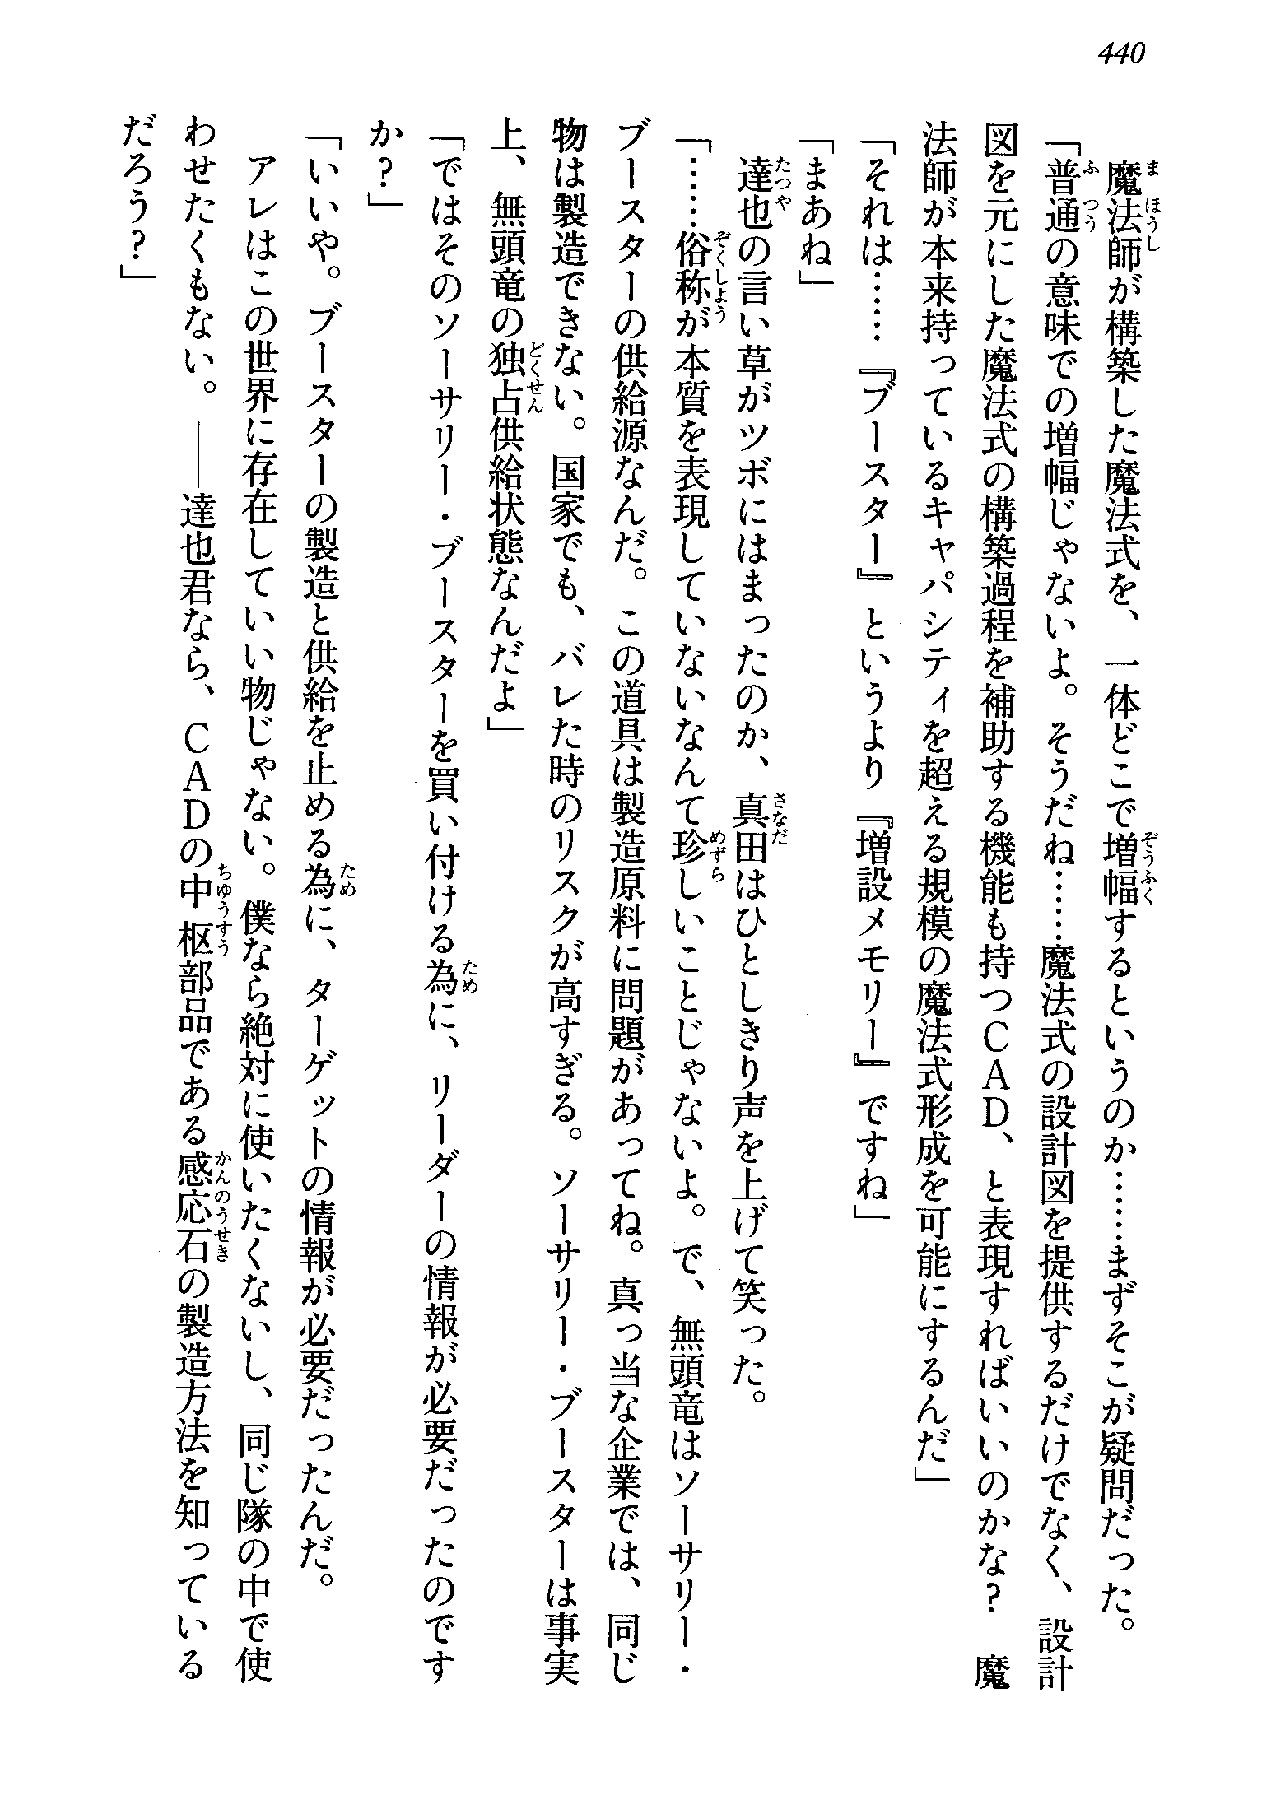 440
魔法師が構築した魔法式を、一体どこで増幅するというのか……まずそこが疑問だった。
「普通の意味での増幅じゃないよ。そうだね……魔法式の設計図を提供するだけでなく、設計
図を元にした魔法式の構築過程を補助する機能も持つＣＡＤ、と表現すればいいのかな？　魔
法師が本来持っているキャパシティを超える規模の魔法式形成を可能にするんだ」
「それは……『ブースター』というより『増設メモリー』ですね」
「まあね」
達也の言い草がツボにはまったのか、真田はひとしきり声を上げて笑った。
「……俗称が本質を表現していないなんて珍しいことじゃないよ。で、無頭竜はソーサリー・
ブースターの供給源なんだ。この道具は製造原料に問題があってね。真っ当な企業では、同じ
物は製造できない。国家でも、バレた時のリスクが高すぎる。ソーサリー・ブースターは事実
上、無頭竜の独占供給状態なんだよ」
「ではそのソーサリー・ブースターを買い付ける為に、リーダーの情報が必要だったのです
か？」
「いいや。ブースターの製造と供給を止める為に、ターゲットの情報が必要だったんだ。
アレはこの世界に存在していい物じゃない。僕なら絶対に使いたくないし、同じ隊の中で使
わせたくもない。――達也君なら、ＣＡＤの中枢部品である感応石の製造方法を知っている
だろう？」